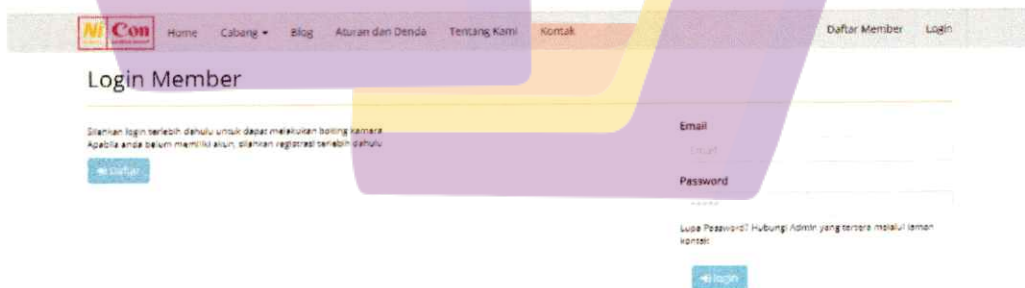 Ni Con Home Cabang Blog Aturan dan Denda Tentang Kami Kontak Daftar Member Login
Login Member
Silahkan login terlebih dahulu untuk dapat melakukan boking kamera
Apabila anda belum memiliki akun, silahkan registrasi terlebih dahulu
Daftar
Email
Email
Password
Lupa Password? Hubungi Admin yang tertera melalui laman
kontak
login